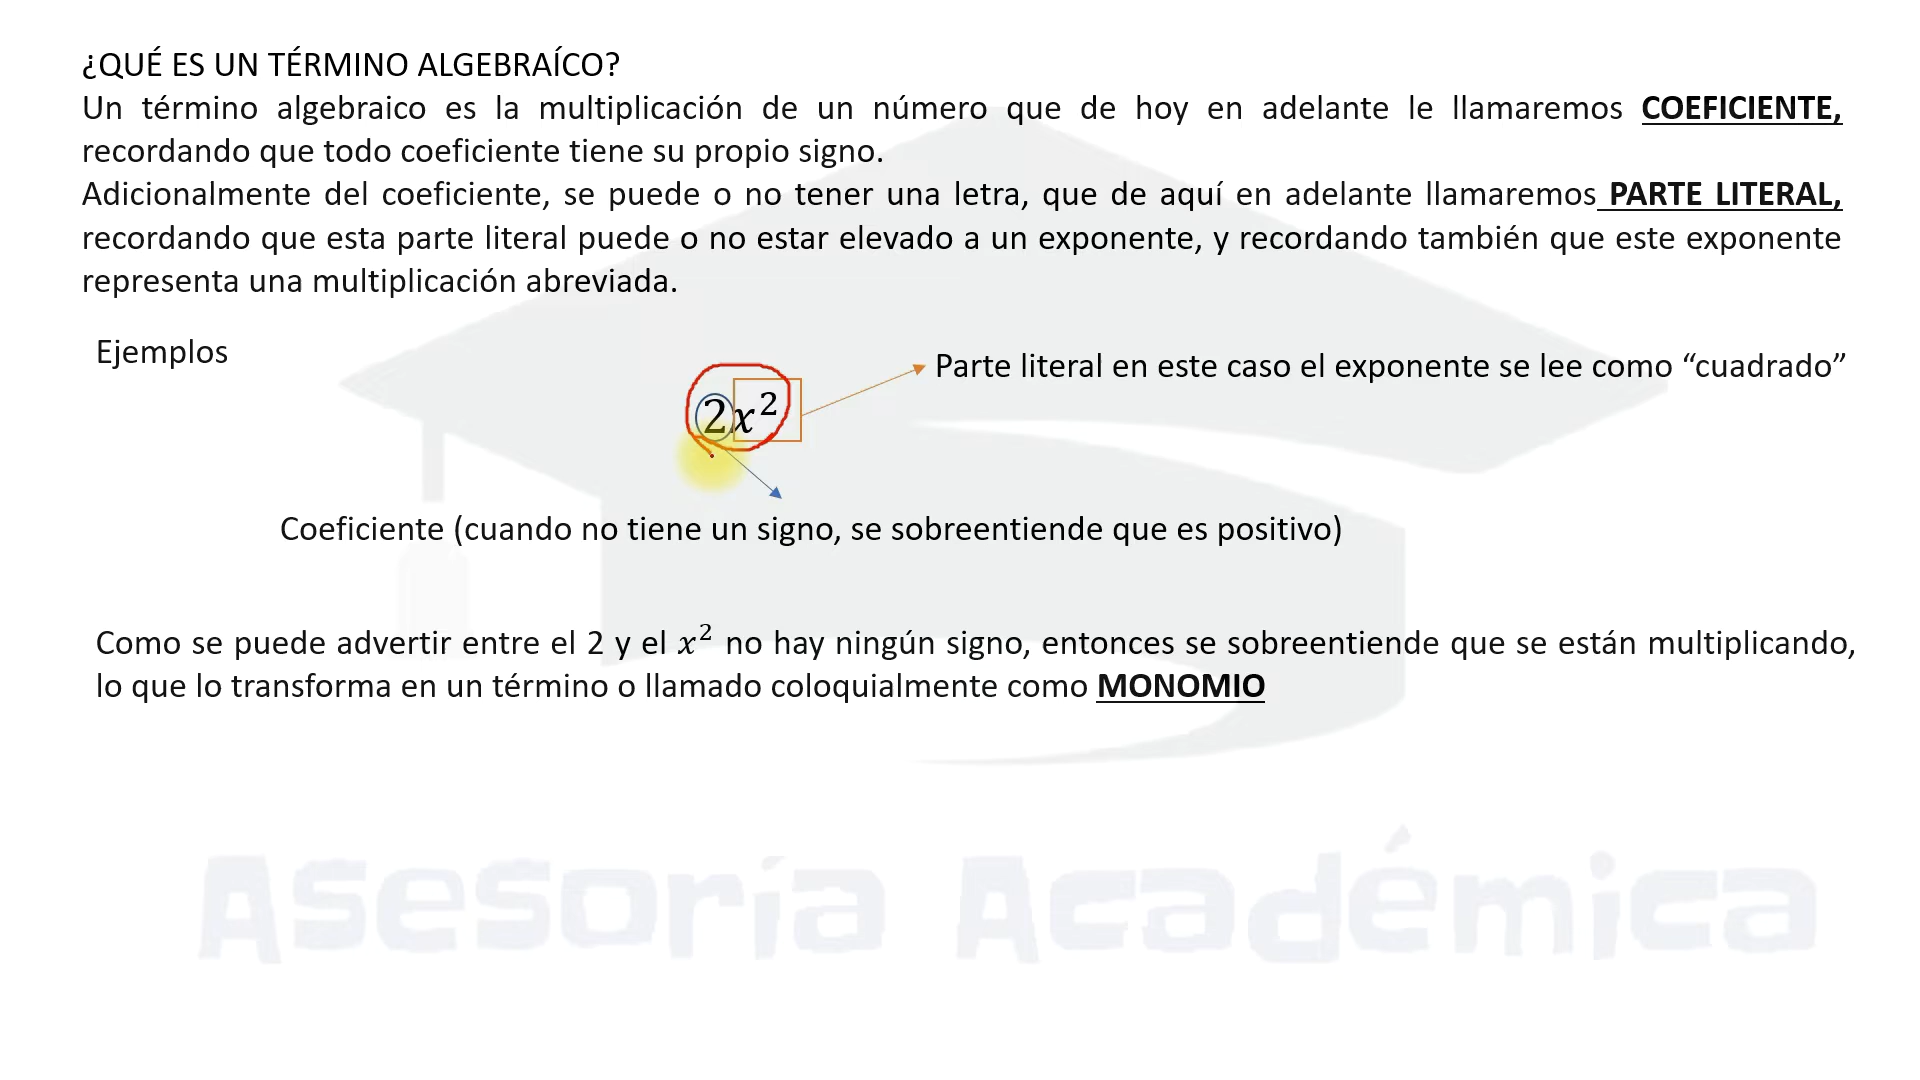 ¿QUÉ ES UN TÉRMINO ALGEBRAÍCO?
Un término algebraico es la multiplicación de un número que de hoy en adelante le llamaremos COEFICIENTE,
recordando que todo coeficiente tiene su propio signo.
Adicionalmente del coeficiente, se puede o no tener una letra, que de aquí en adelante llamaremos PARTE LITERAL,
recordando que esta parte literal puede o no estar elevado a un exponente, y recordando también que este exponente
representa una multiplicación abreviada.
Ejemplos
Parte literal en este caso el exponente se lee como “cuadrado”
2x²
Coeficiente (cuando no tiene un signo, se sobreentiende que es positivo)
Como se puede advertir entre el 2 y el x² no hay ningún signo, entonces se sobreentiende que se están multiplicando,
lo que lo transforma en un término o llamado coloquialmente como MONOMIO
Asesoría Académica